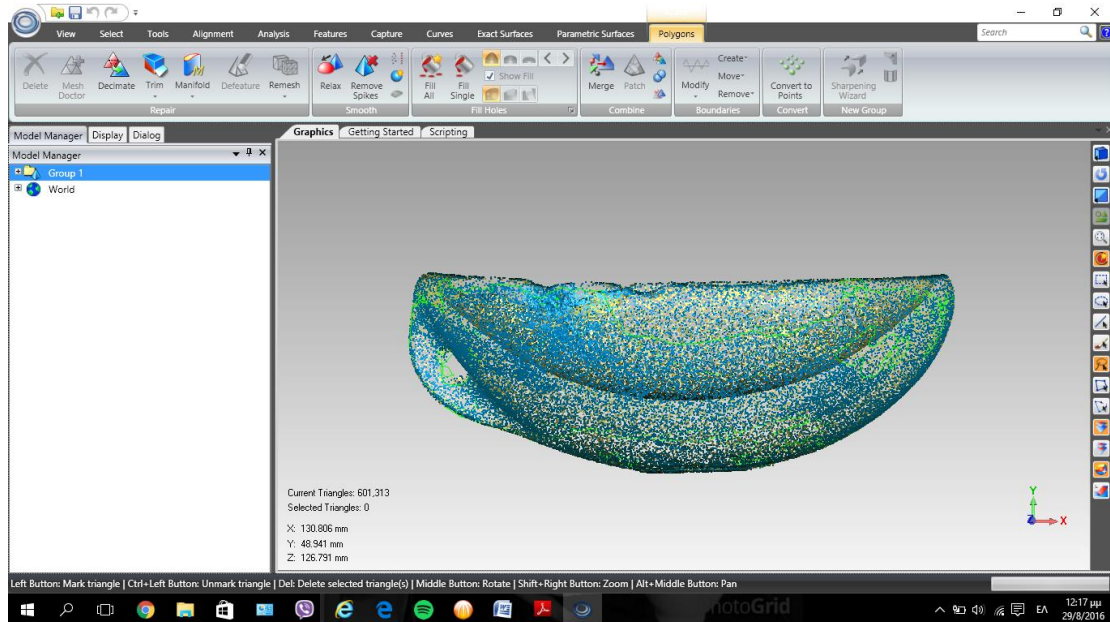 View Select Tools Alignment Analysis Features Capture Curves Exact Surfaces Parametric Surfaces Polygons Search
Delete Mesh Doctor Decimate Trim Manifold Defeature Remesh
Repair
Relax Remove Spikes
Smooth
Fill All Fill Single Show Fill
Fill Holes
Merge Patch
Combine
Modify Create Move Remove
Boundaries
Convert to Points
Convert
Sharpening Wizard
New Group
Model Manager Display Dialog
Graphics Getting Started Scripting
Model Manager
Group 1
World
Current Triangles: 601,313
Selected Triangles: 0
X: 130.806 mm
Y: 48.941 mm
Z: 126.791 mm
Y
Z X
Left Button: Mark triangle | Ctrl+Left Button: Unmark triangle | Del: Delete selected triangle(s) | Middle Button: Rotate | Shift+Right Button: Zoom | Alt+Middle Button: Pan
ΕΛ
12:17 μμ
29/8/2016